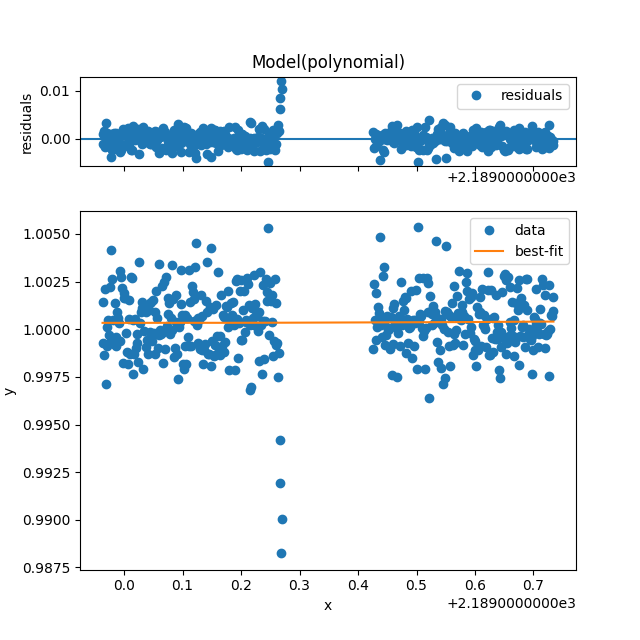 Model(polynomial)
0.01
0.00
residuals
residuals
+2.1890000000e3
1.0050
1.0025
1.0000
0.9975
0.9950
0.9925
0.9900
0.9875
y
data
best-fit
0.0 0.1 0.2 0.3 0.4 0.5 0.6 0.7
x
+2.1890000000e3